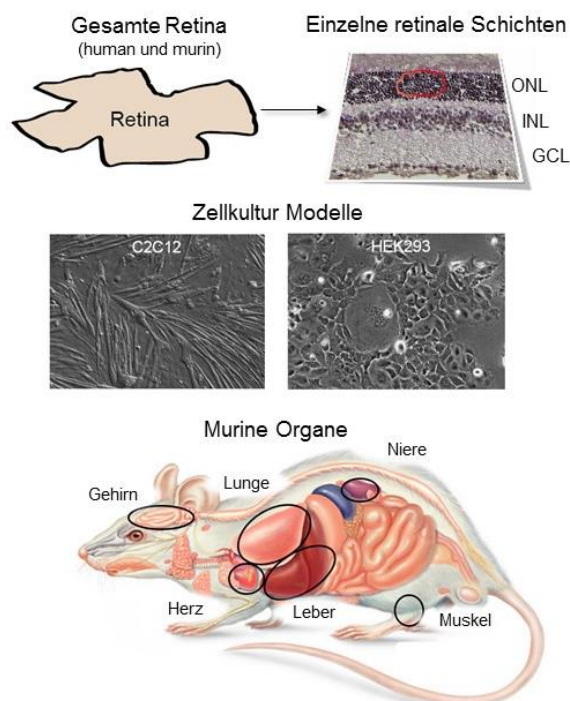 Gesamte Retina
(human und murin)
Einzelne retinale Schichten
Retina
ONL
INL
GCL
Zellkultur Modelle
C2C12
HEK293
Murine Organe
Niere
Lunge
Gehirn
Herz
Leber
Muskel